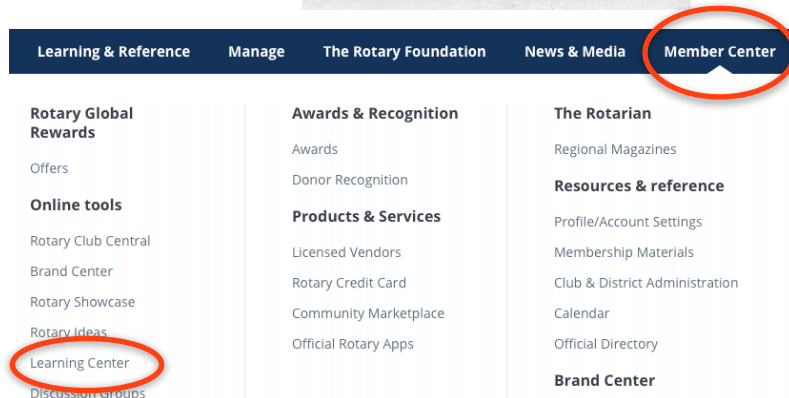 Learning & Reference Manage The Rotary Foundation News & Media Member Center
Rotary Global
Rewards
Offers
Online tools
Rotary Club Central
Brand Center
Rotary Showcase
Rotary Ideas
Learning Center
Discussion Groups
Awards & Recognition
Awards
Donor Recognition
Products & Services
Licensed Vendors
Rotary Credit Card
Community Marketplace
Official Rotary Apps
The Rotarian
Regional Magazines
Resources & reference
Profile/Account Settings
Membership Materials
Club & District Administration
Calendar
Official Directory
Brand Center